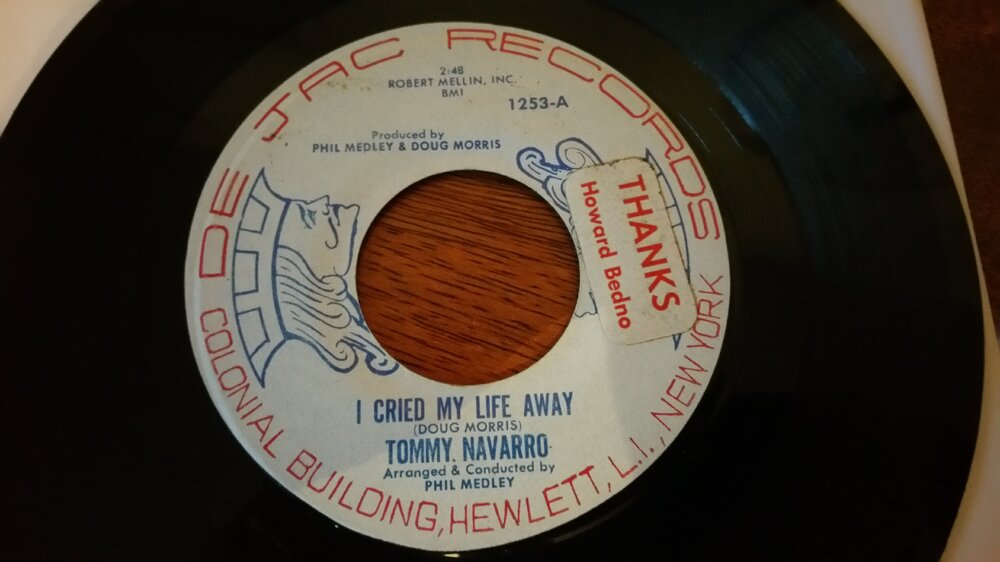 DE JAC RECORDS
2:48
ROBERT MELLIN, INC.
BMI
1253-A
Produced by
PHIL MEDLEY & DOUG MORRIS
THANKS
Howard Bedno
I CRIED MY LIFE AWAY
(DOUG MORRIS)
TOMMY. NAVARRO
Arranged & Conducted by
PHIL MEDLEY
COLONIAL BUILDING, HEWLETT, L.I., NEW YORK